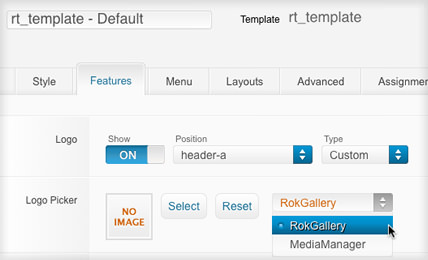 rt_template - Default Template rt_template
Style Features Menu Layouts Advanced Assignmen
Show Position Type
Logo ON header-a Custom
Logo Picker NO IMAGE Select Reset RokGallery
RokGallery
MediaManager